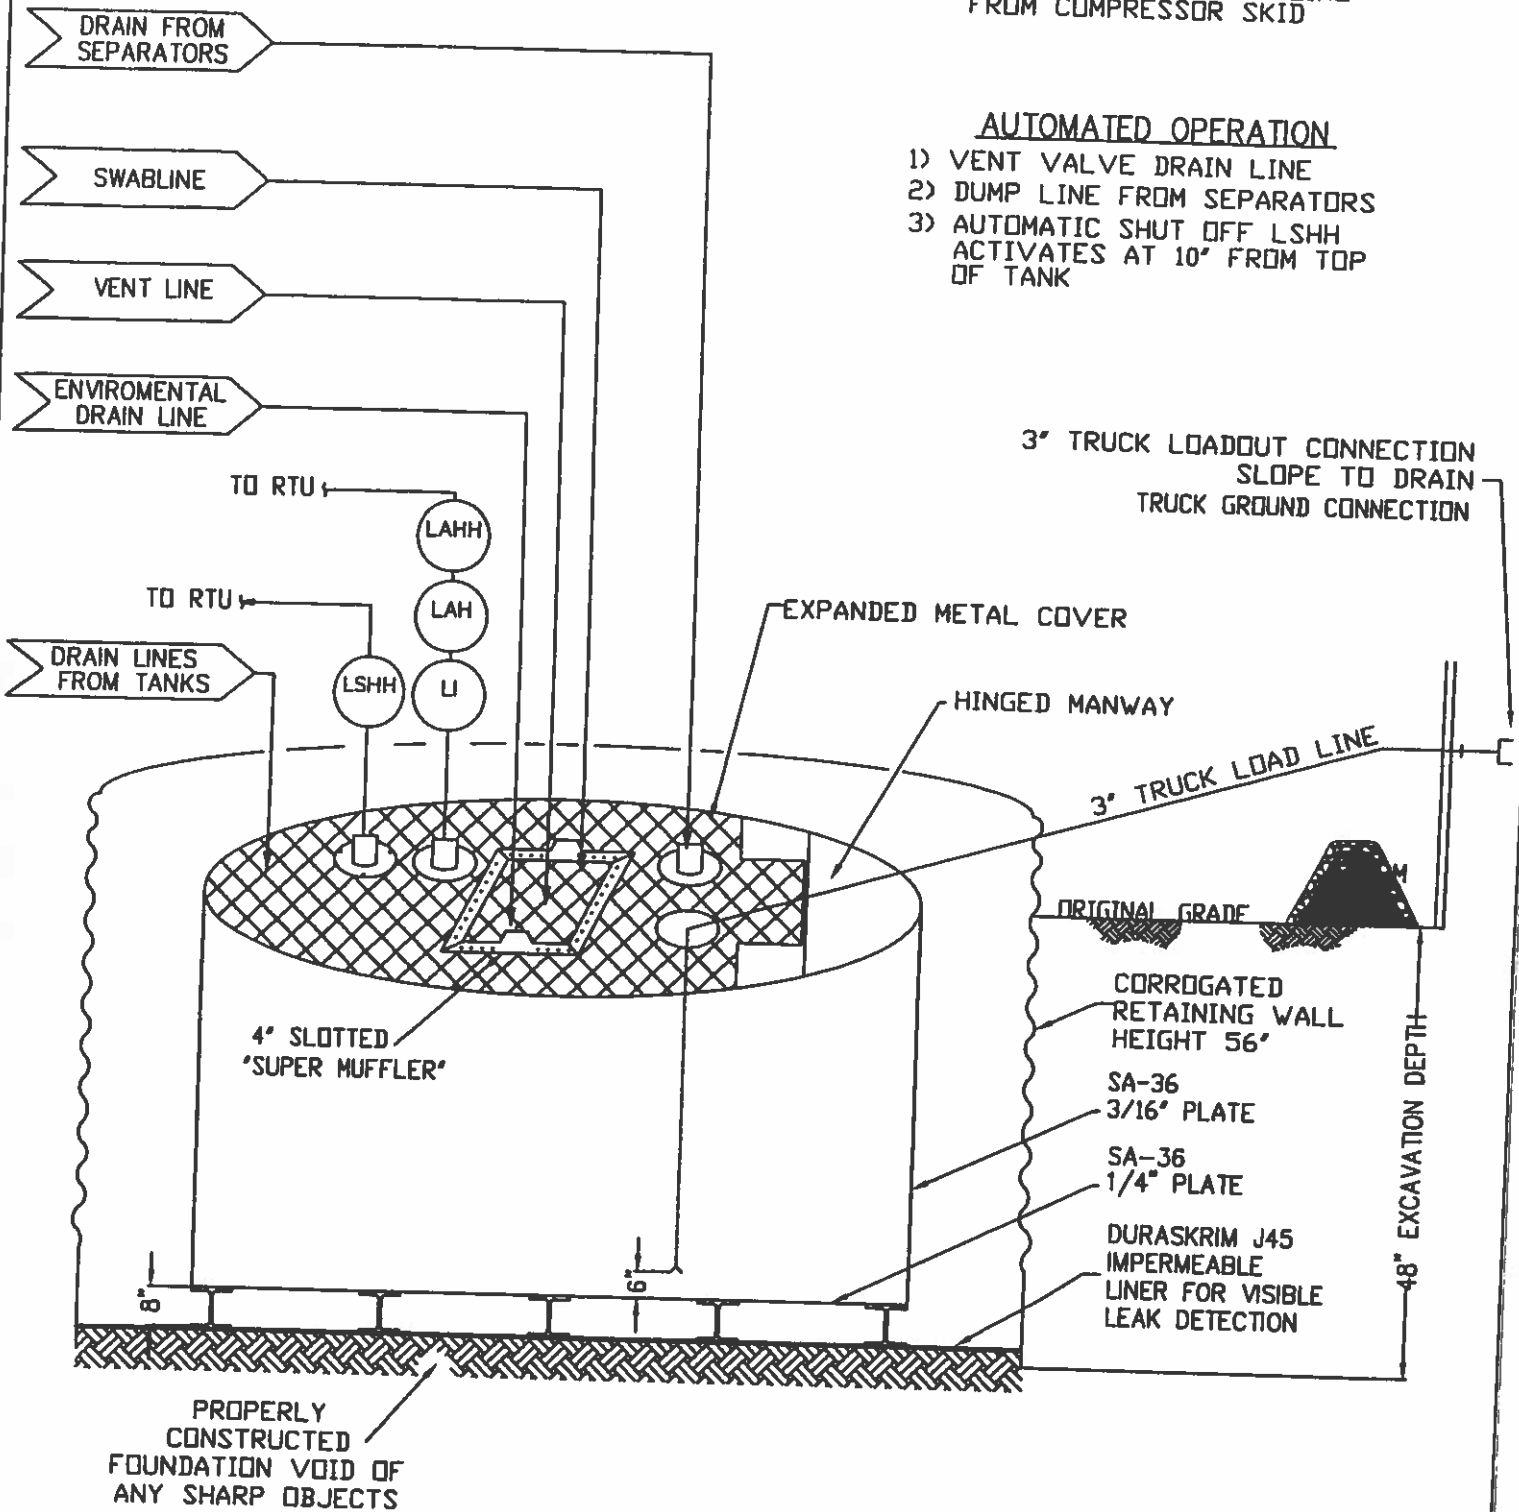 FROM COMPRESSOR SKID
DRAIN FROM
SEPARATORS
AUTOMATED OPERATION
1) VENT VALVE DRAIN LINE
2) DUMP LINE FROM SEPARATORS
3) AUTOMATIC SHUT OFF LSHH
ACTIVATES AT 10" FROM TOP
OF TANK
SWABLINE
VENT LINE
ENVIROMENTAL
DRAIN LINE
3" TRUCK LOADOUT CONNECTION
SLOPE TO DRAIN
TRUCK GROUND CONNECTION
TO RTU
LAHH
TO RTU
LAH
EXPANDED METAL COVER
DRAIN LINES
FROM TANKS
LSHH
LI
HINGED MANWAY
3" TRUCK LOAD LINE
ORIGINAL GRADE
CORROGATED
RETAINING WALL
HEIGHT 56"
4" SLOTTED
"SUPER MUFFLER"
SA-36
3/16" PLATE
SA-36
1/4" PLATE
48" EXCAVATION DEPTH
DURASKRIM J45
IMPERMEABLE
LINER FOR VISIBLE
LEAK DETECTION
8"
6"
PROPERLY
CONSTRUCTED
FOUNDATION VOID OF
ANY SHARP OBJECTS